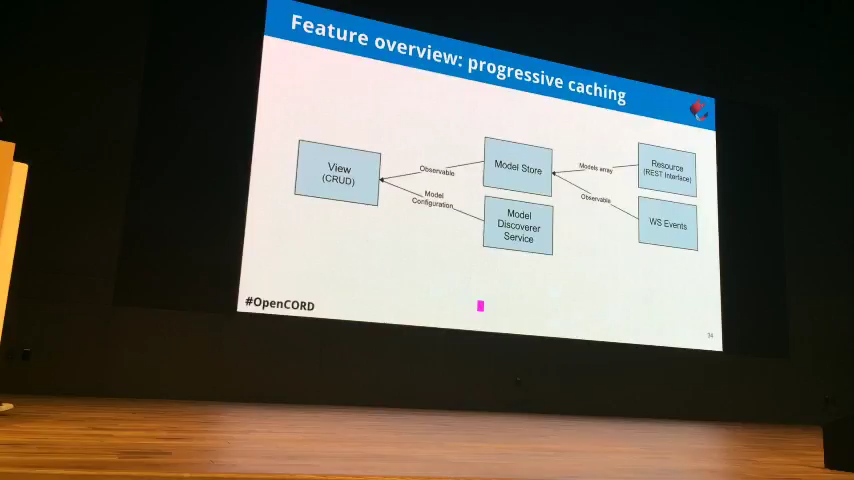 Feature overview: progressive caching
View
(CRUD)
Observable
Model
Configuration
Model Store
Model
Discoverer
Service
Models array
Observable
Resource
(REST Interface)
WS Events
#OpenCORD
34